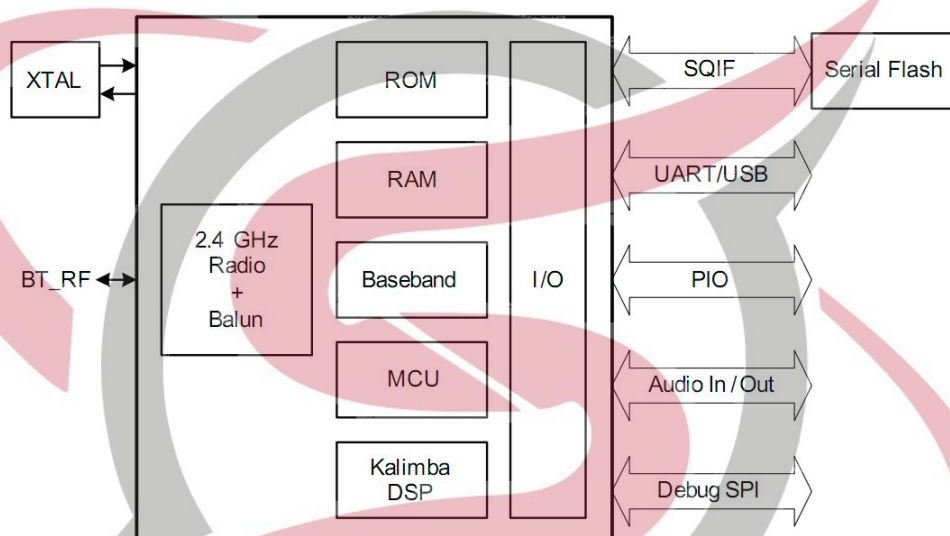 XTAL
BT_RF
2.4 GHz
Radio
+
Balun
ROM
RAM
Baseband
MCU
Kalimba
DSP
I/O
SQIF
UART/USB
PIO
Audio In / Out
Debug SPI
Serial Flash